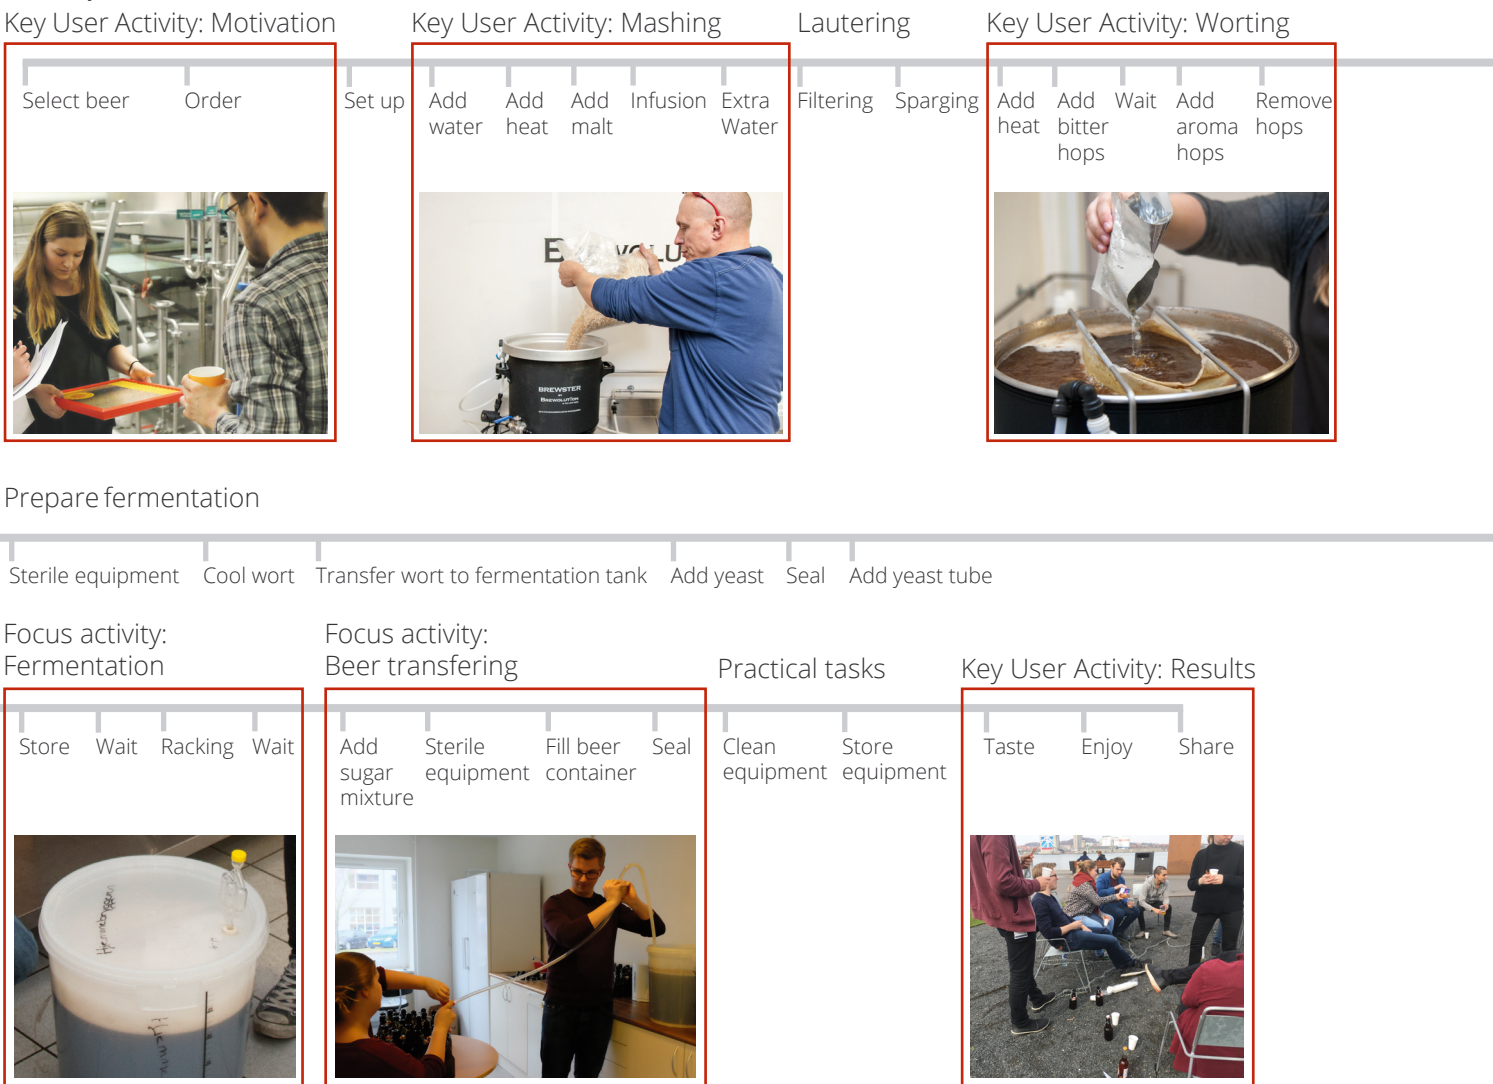 Key User Activity: Motivation
Key User Activity: Mashing
Lautering
Key User Activity: Worting
Select beer
Order
Set up
Add
water
Add
heat
Add
malt
Infusion
Extra
Water
Filtering
Sparging
Add
heat
Add
bitter
hops
Wait
Add
aroma
hops
Remove
hops
BREWSTER
BY
BREWOLUTION
Prepare fermentation
Sterile equipment
Cool wort
Transfer wort to fermentation tank
Add yeast
Seal
Add yeast tube
Focus activity:
Fermentation
Focus activity:
Beer transfering
Practical tasks
Key User Activity: Results
Store
Wait
Racking
Wait
Add
sugar
mixture
Sterile
equipment
Fill beer
container
Seal
Clean
equipment
Store
equipment
Taste
Enjoy
Share